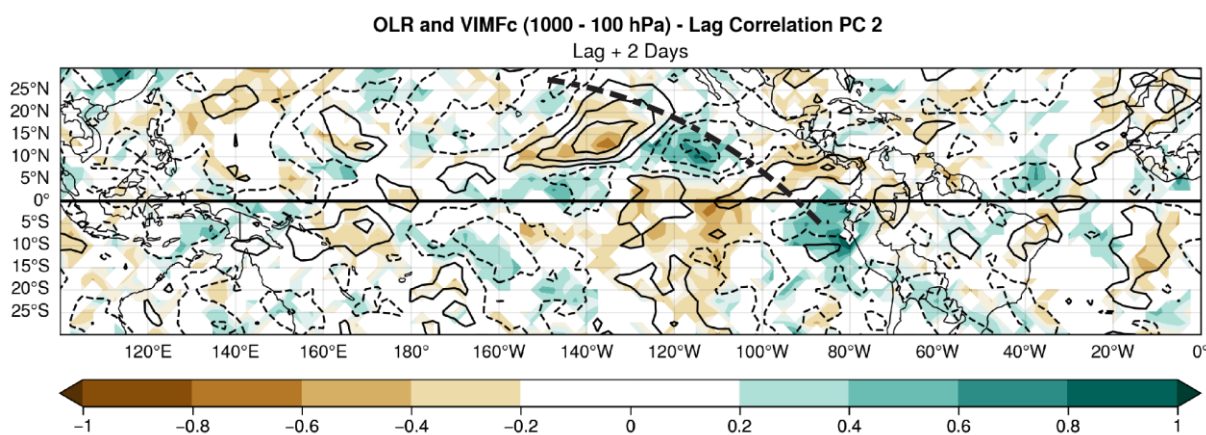 OLR and VIMFc (1000 - 100 hPa) - Lag Correlation PC 2
Lag + 2 Days
25°N
20°N
15°N
10°N
5°N
0°
5°S
10°S
15°S
20°S
25°S
120°E 140°E 160°E 180° 160°W 140°W 120°W 100°W 80°W 60°W 40°W 20°W 0°
−1 −0.8 −0.6 −0.4 −0.2 0 0.2 0.4 0.6 0.8 1